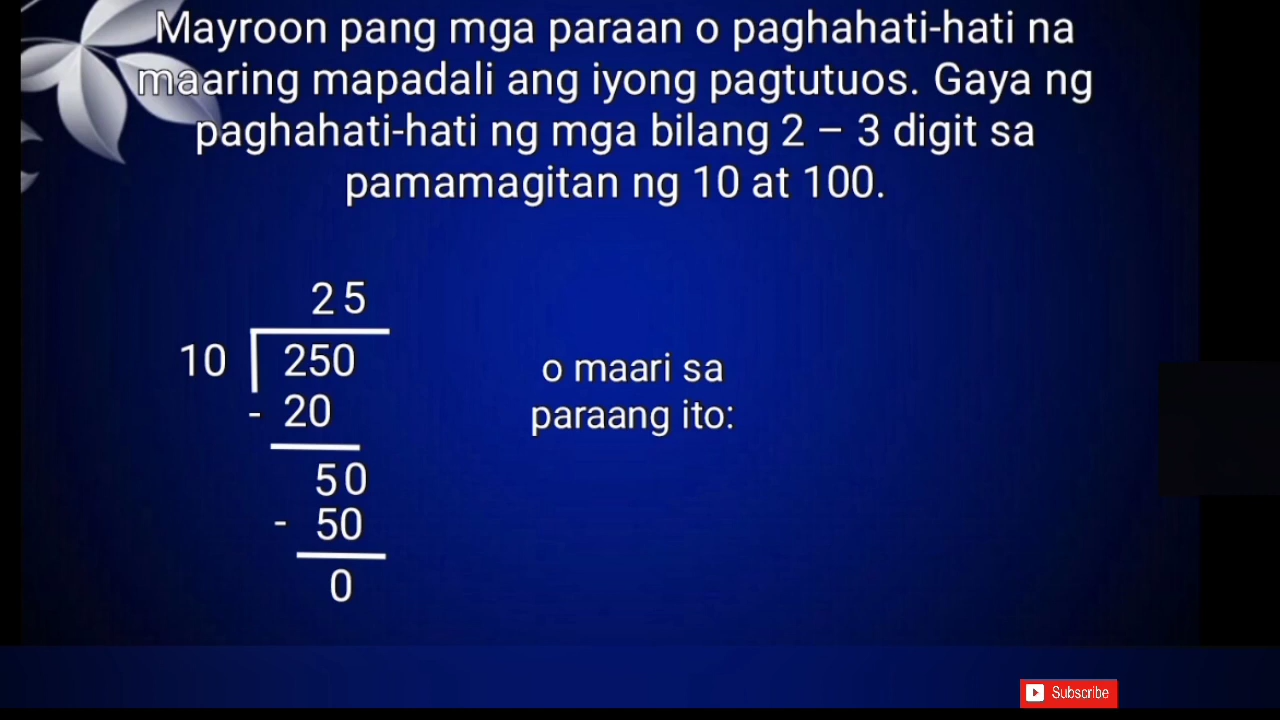 Mayroon pang mga paraan o paghahati-hati na
maaring mapadali ang iyong pagtutuos. Gaya ng
paghahati-hati ng mga bilang 2 – 3 digit sa
pamamagitan ng 10 at 100.
25
10 250
- 20
50
- 50
0
o maari sa
paraang ito:
Subscribe